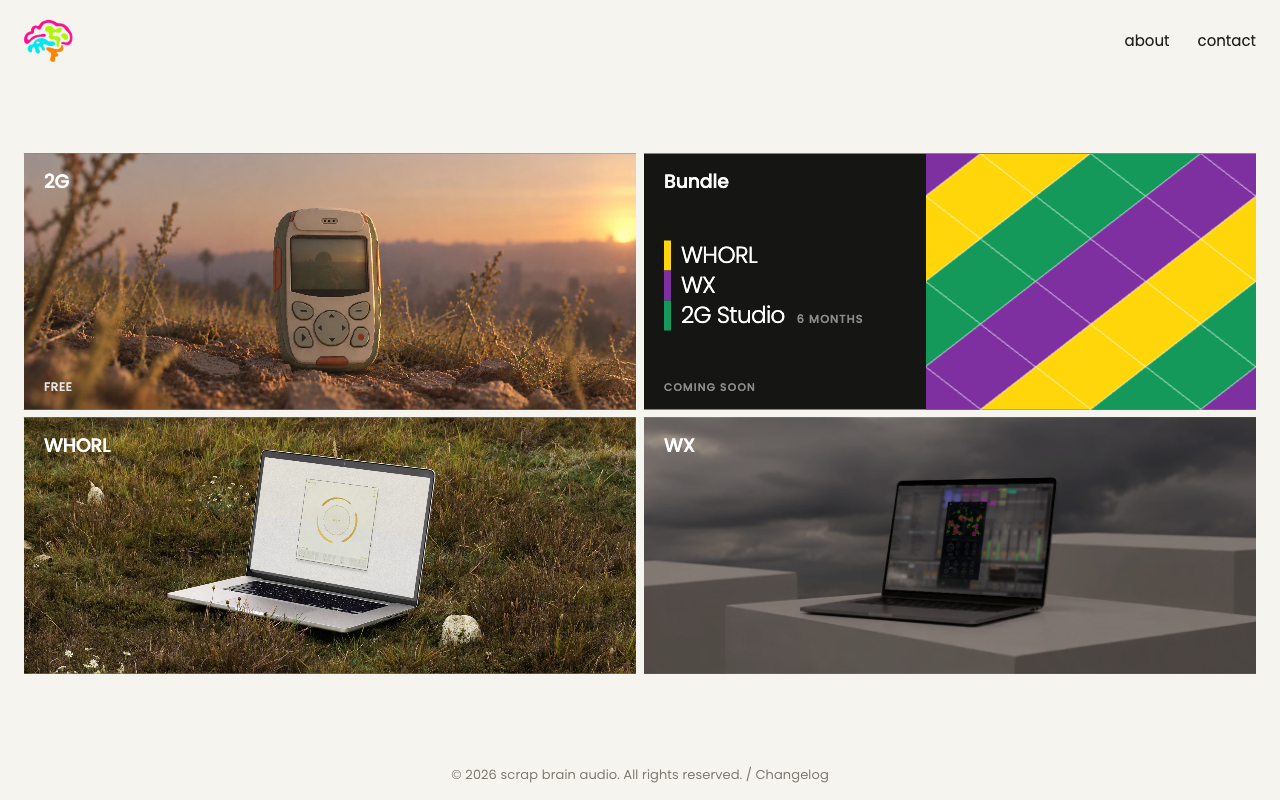 about contact
2G
FREE
Bundle
WHORL
WX
2G Studio 6 MONTHS
COMING SOON
WHORL
WX
© 2026 scrap brain audio. All rights reserved. / Changelog